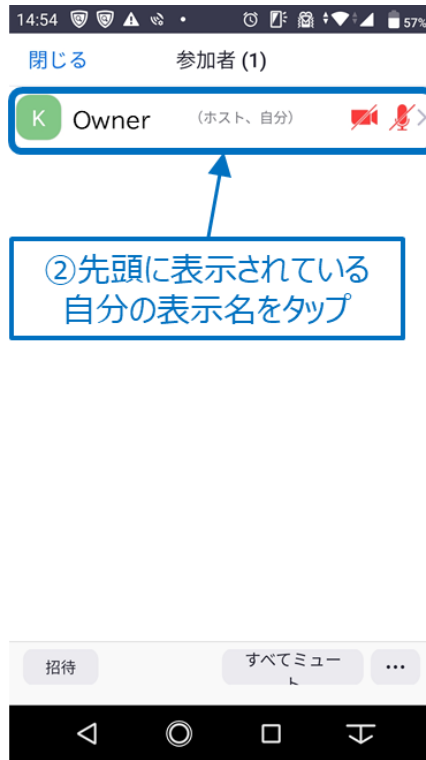 14:54 57%
閉じる 参加者 (1)
K Owner (ホスト、自分)
②先頭に表示されている
自分の表示名をタップ
招待 すべてミュー
ト ...